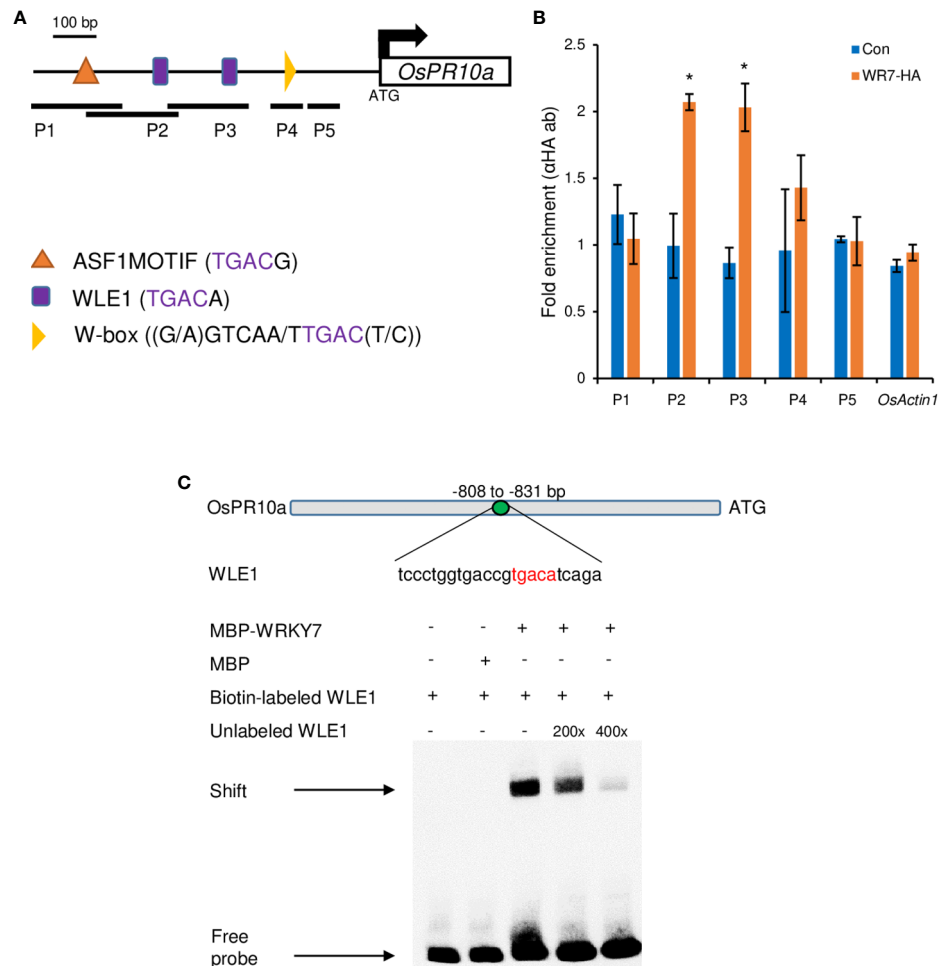 A
100 bp
OsPR10a
ATG
P1 P2 P3 P4 P5
ASF1MOTIF (TGACG)
WLE1 (TGACA)
W-box ((G/A)GTCAA/TTGAC(T/C))
B
Fold enrichment (αHA ab)
2.5
2
1.5
1
0.5
0
* *
Con
WR7-HA
P1 P2 P3 P4 P5 OsActin1
C
-808 to -831 bp
OsPR10a ATG
WLE1 tccctggtgaccgtgacatcaga
MBP-WRKY7 - - + + +
MBP - + - - -
Biotin-labeled WLE1 + + + + +
Unlabeled WLE1 - - - 200x 400x
Shift
Free
probe